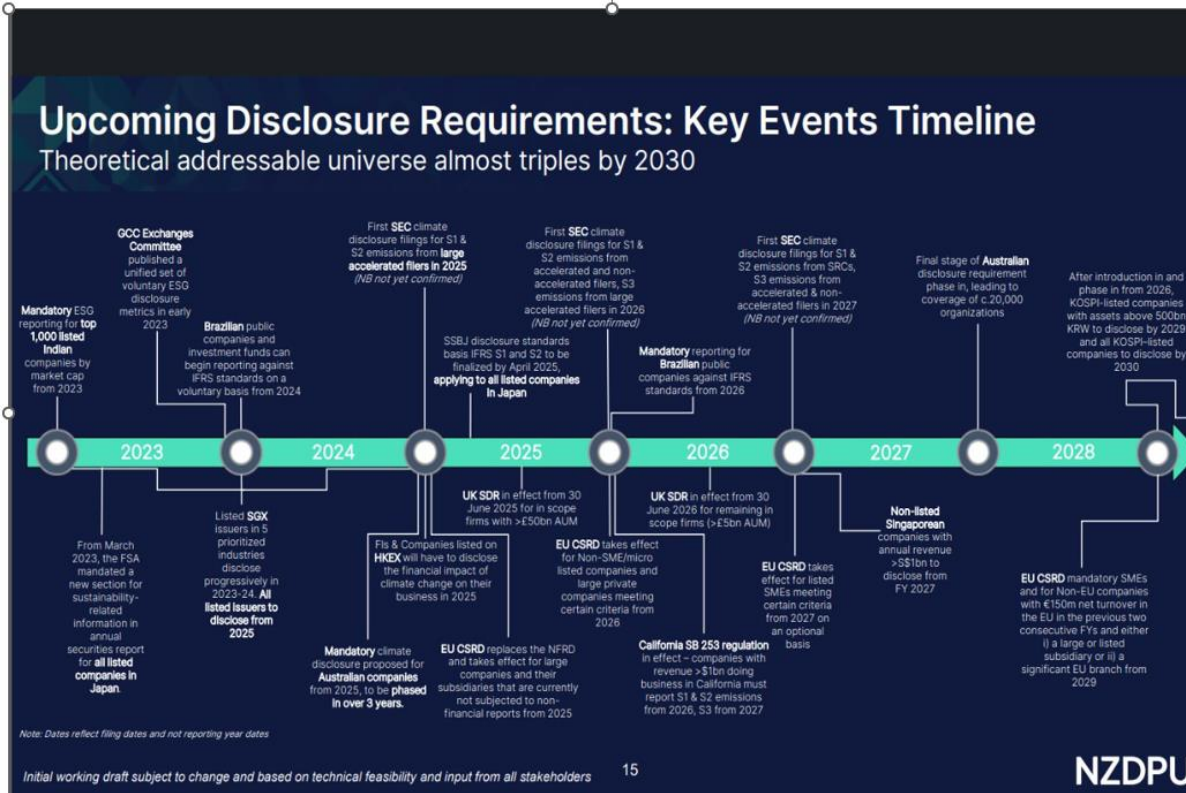 Upcoming Disclosure Requirements: Key Events Timeline
Theoretical addressable universe almost triples by 2030
Mandatory ESG
reporting for top
1,000 listed
Indian
companies by
market cap
from 2023
GCC Exchanges
Committee
published a
unified set of
voluntary ESG
disclosure
metrics in early
2023
Brazilian public
companies and
investment funds can
begin reporting against
IFRS standards on a
voluntary basis from 2024
First SEC climate
disclosure filings for S1 &
S2 emissions from large
accelerated filers in 2025
(NB not yet confirmed)
SSBJ disclosure standards
basis IFRS S1 and S2 to be
finalized by April 2025,
applying to all listed companies
in Japan
First SEC climate
disclosure filings for S1 &
S2 emissions from
accelerated and non-
accelerated filers, S3
emissions from large
accelerated filers in 2026
(NB not yet confirmed)
Mandatory reporting for
Brazilian public
companies against IFRS
standards from 2026
First SEC climate
disclosure filings for S1 &
S2 emissions from SRCs,
S3 emissions from
accelerated & non-
accelerated filers in 2027
(NB not yet confirmed)
Final stage of Australian
disclosure requirement
phase in, leading to
coverage of c.20,000
organizations
After introduction in and
phase in from 2026,
KOSPI-listed companies
with assets above 500bn
KRW to disclose by 2029
and all KOSPI-listed
companies to disclose by
2030
2023
2024
2025
2026
2027
2028
From March
2023, the FSA
mandated a
new section for
sustainability-
related
information in
annual
securities report
for all listed
companies in
Japan.
Listed SGX
issuers in 5
prioritized
industries
disclose
progressively in
2023-24. All
listed issuers to
disclose from
2025
FIs & Companies listed on
HKEX will have to disclose
the financial impact of
climate change on their
business in 2025
Mandatory climate
disclosure proposed for
Australian companies
from 2025, to be phased
in over 3 years.
UK SDR in effect from 30
June 2025 for in scope
firms with >£50bn AUM
EU CSRD replaces the NFRD
and takes effect for large
companies and their
subsidiaries that are currently
not subjected to non-
financial reports from 2025
EU CSRD takes effect
for Non-SME/micro
listed companies and
large private
companies meeting
certain criteria from
2026
UK SDR in effect from 30
June 2026 for remaining in
scope firms (>£5bn AUM)
California SB 253 regulation
in effect – companies with
revenue >$1bn doing
business in California must
report S1 & S2 emissions
from 2026, S3 from 2027
EU CSRD takes
effect for listed
SMEs meeting
certain criteria
from 2027 on
an optional
basis
Non-listed
Singaporean
companies with
annual revenue
>S$1bn to
disclose from
FY 2027
EU CSRD mandatory SMEs
and for Non-EU companies
with €150m net turnover in
the EU in the previous two
consecutive FYs and either
i) a large or listed
subsidiary or ii) a
significant EU branch from
2029
Note: Dates reflect filing dates and not reporting year dates
Initial working draft subject to change and based on technical feasibility and input from all stakeholders
15
NZDPU